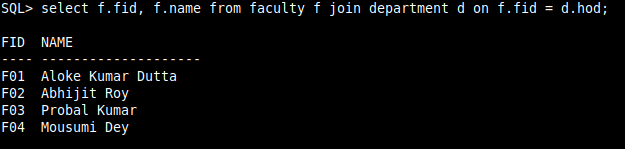 SQL> select f.fid, f.name from faculty f join department d on f.fid = d.hod;
FID  NAME
---- --------------------
F01  Aloke Kumar Dutta
F02  Abhijit Roy
F03  Probal Kumar
F04  Mousumi Dey